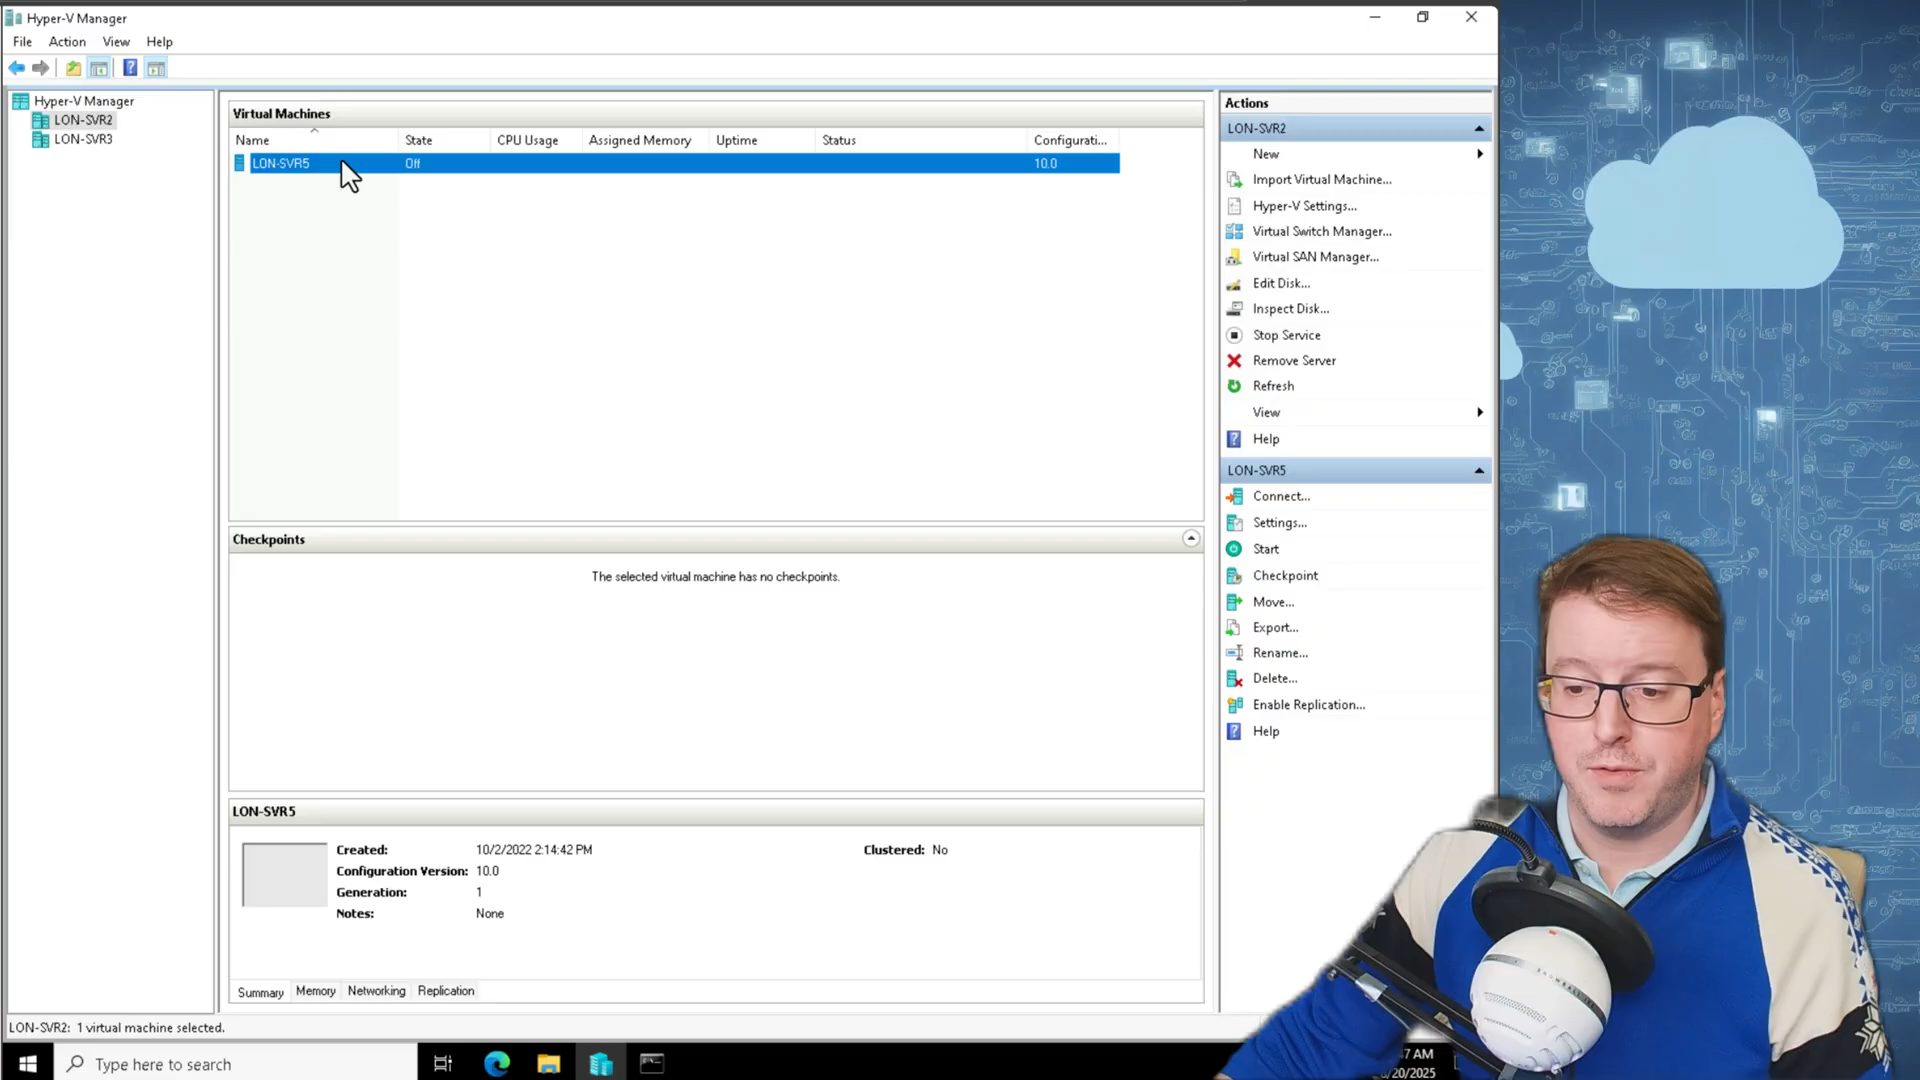 Hyper-V Manager
File Action View Help
Hyper-V Manager
LON-SVR2
LON-SVR3
Virtual Machines
Name State CPU Usage Assigned Memory Uptime Status Configurati...
LON-SVR5 Off 10.0
Checkpoints
The selected virtual machine has no checkpoints.
LON-SVR5
Created: 10/2/2022 2:14:42 PM Clustered: No
Configuration Version: 10.0
Generation: 1
Notes: None
Summary Memory Networking Replication
Actions
LON-SVR2
New
Import Virtual Machine...
Hyper-V Settings...
Virtual Switch Manager...
Virtual SAN Manager...
Edit Disk...
Inspect Disk...
Stop Service
Remove Server
Refresh
View
Help
LON-SVR5
Connect...
Settings...
Start
Checkpoint
Move...
Export...
Rename...
Delete...
Enable Replication...
Help
LON-SVR2: 1 virtual machine selected.
Type here to search
7 AM
/20/2025